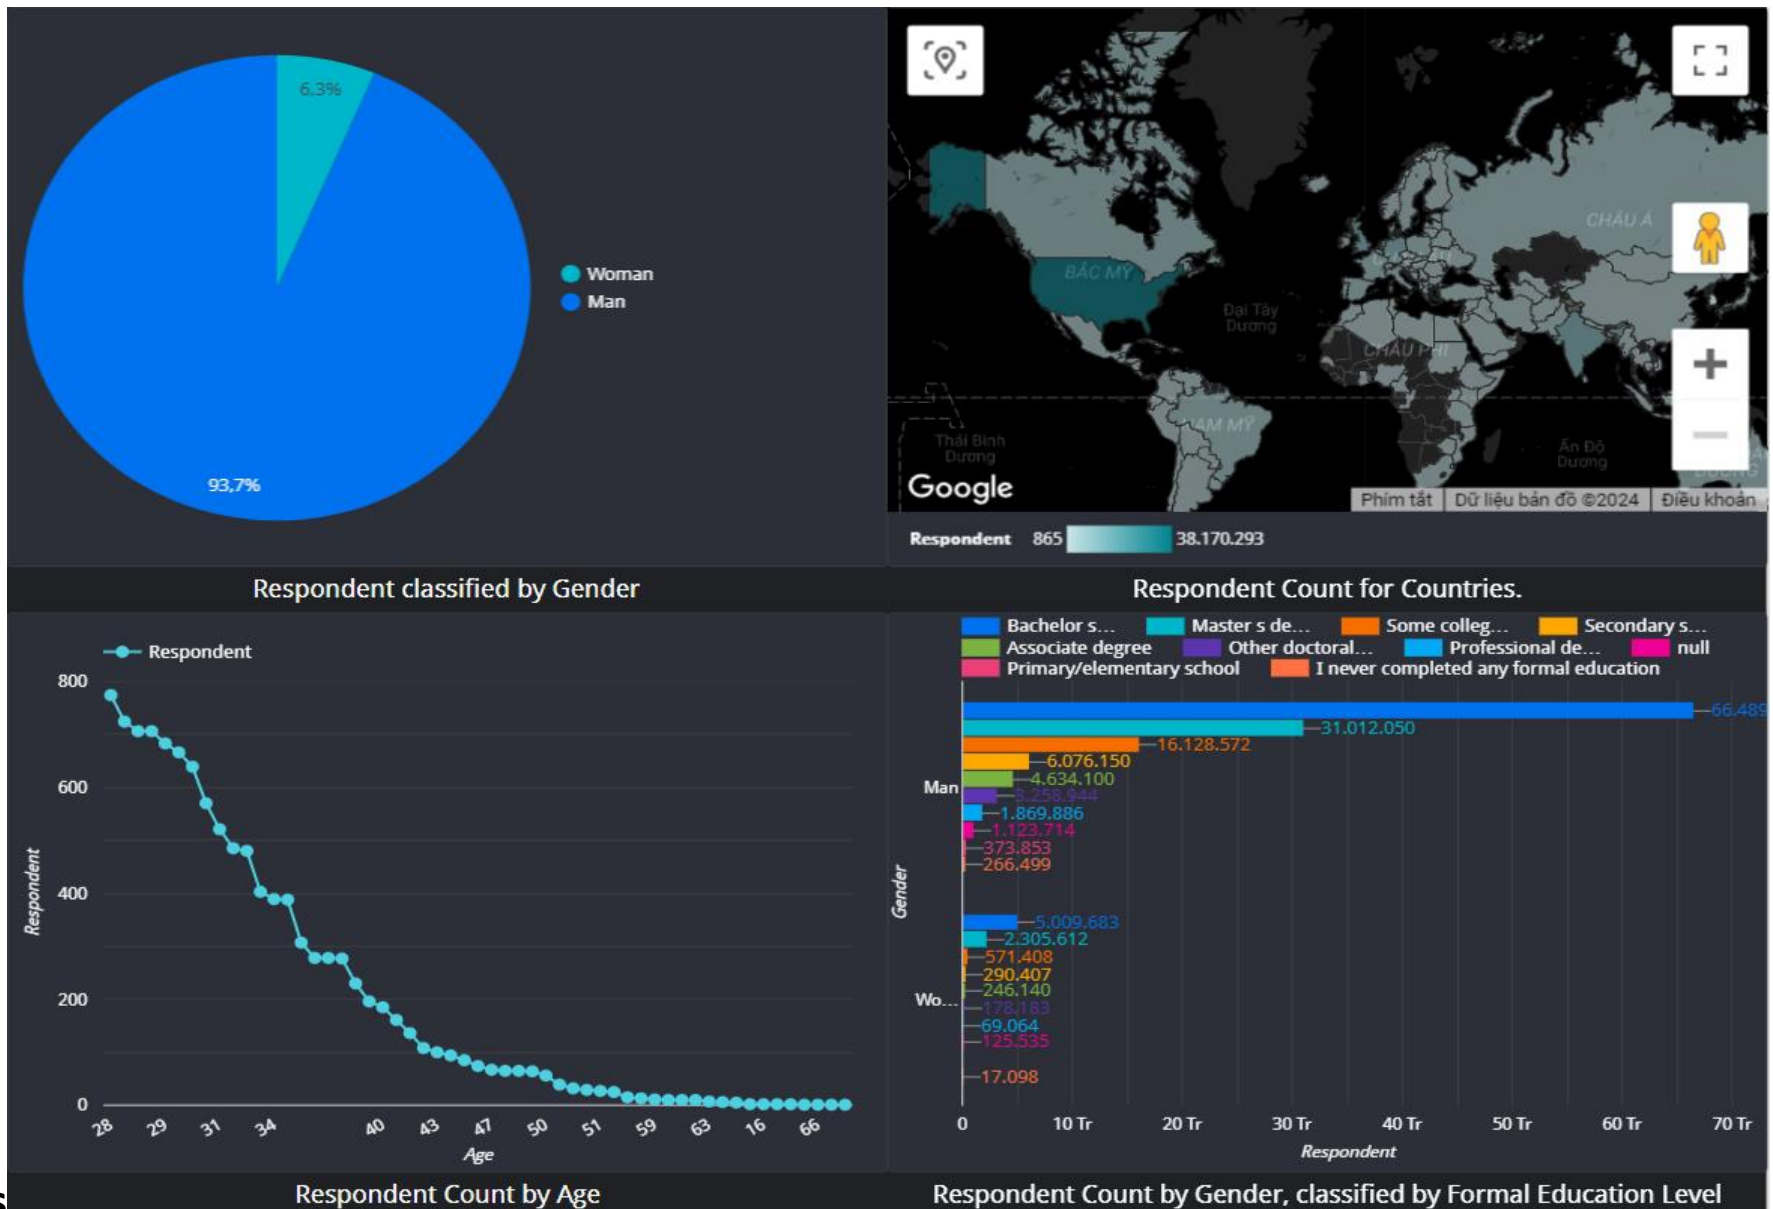 6,3%
93,7%
Woman
Man
Respondent classified by Gender
CHÂU Á
BẮC MỸ
Đại Tây
Dương
CHÂU PHI
NAM MỸ
Thái Bình
Dương
Ấn Độ
Dương
Google
Phím tắt
Dữ liệu bản đồ ©2024
Điều khoản
Respondent 865 38.170.293
Respondent Count for Countries.
Respondent
800
600
400
200
0
Respondent
28 29 31 34 40 43 47 50 51 59 63 16 66
Age
Respondent Count by Age
Bachelor s... Master s de... Some colleg... Secondary s...
Associate degree Other doctoral... Professional de... null
Primary/elementary school I never completed any formal education
66.489
31.012.050
16.128.572
6.076.150
4.634.100
Man
3.258.944
1.869.886
1.123.714
373.853
266.499
Gender
5.009.683
2.305.612
571.408
290.407
246.140
Wo...
178.183
69.064
125.535
17.098
0 10 Tr 20 Tr 30 Tr 40 Tr 50 Tr 60 Tr 70 Tr
Respondent
Respondent Count by Gender, classified by Formal Education Level